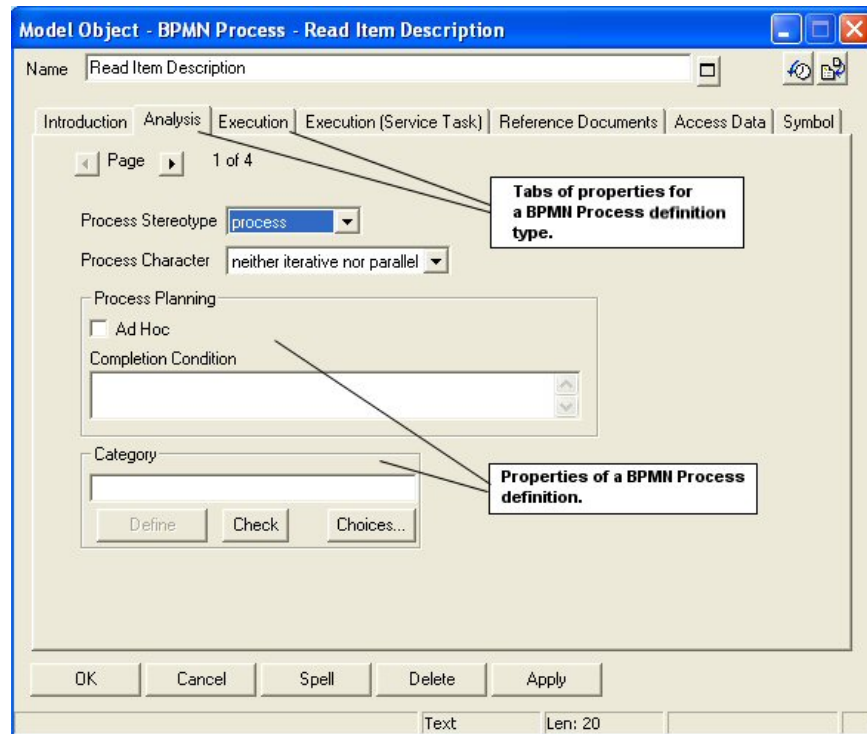 Model Object - BPMN Process - Read Item Description
Name Read Item Description
Introduction Analysis Execution Execution (Service Task) Reference Documents Access Data Symbol
Page 1 of 4
Tabs of properties for
a BPMN Process definition
type.
Process Stereotype process
Process Character neither iterative nor parallel
Process Planning
Ad Hoc
Completion Condition
Category
Properties of a BPMN Process
definition.
Define Check Choices...
OK Cancel Spell Delete Apply
Text Len: 20